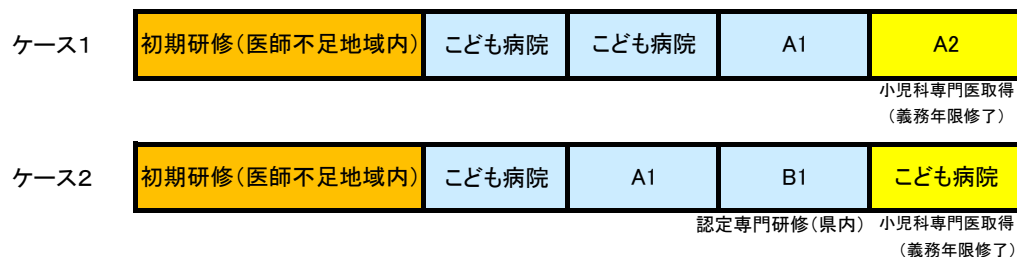 ケース1 初期研修(医師不足地域内) こども病院 こども病院 A1 A2
小児科専門医取得
(義務年限修了)
ケース2 初期研修(医師不足地域内) こども病院 A1 B1 こども病院
認定専門研修(県内) 小児科専門医取得
(義務年限修了)